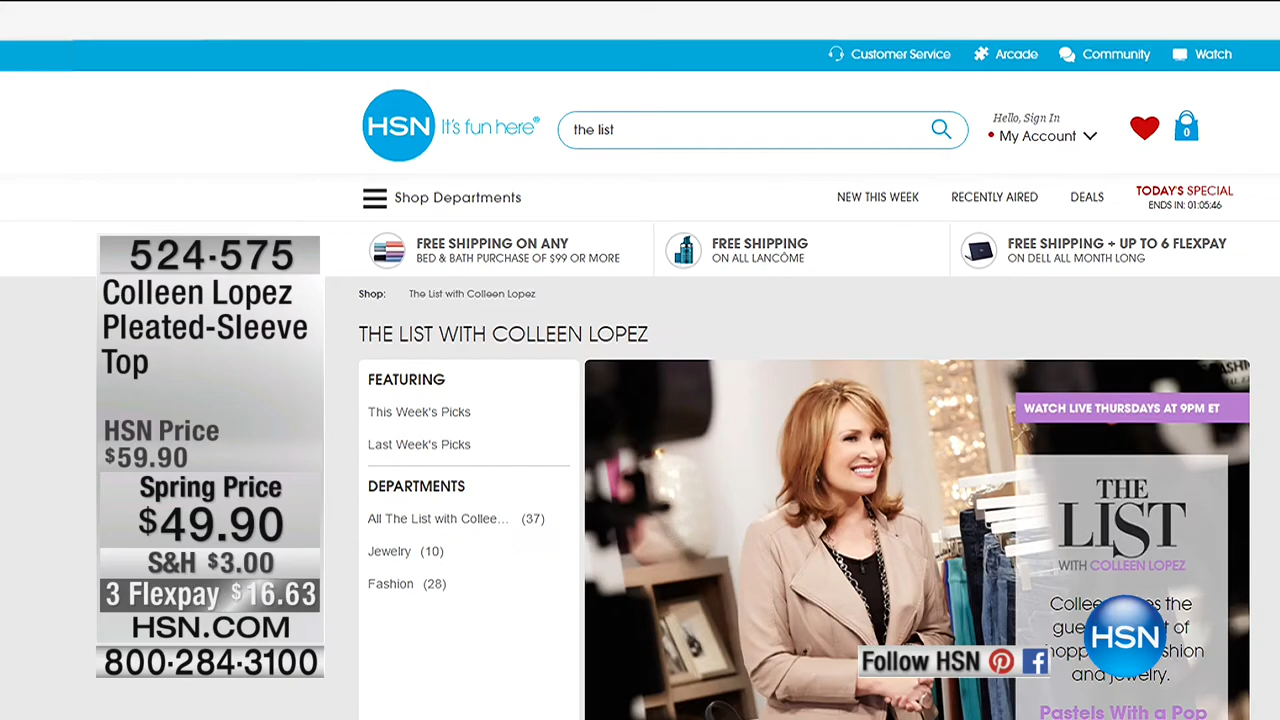 Customer Service
Arcade
Community
Watch
HSN It's fun here®
the list
Hello, Sign In
My Account
0
Shop Departments
NEW THIS WEEK
RECENTLY AIRED
DEALS
TODAY'S SPECIAL
ENDS IN: 01:05:46
FREE SHIPPING ON ANY
BED & BATH PURCHASE OF $99 OR MORE
FREE SHIPPING
ON ALL LANCÔME
FREE SHIPPING + UP TO 6 FLEXPAY
ON DELL ALL MONTH LONG
524·575
Colleen Lopez
Pleated-Sleeve
Top
HSN Price
$59.90
Spring Price
$49.90
S&H $3.00
3 Flexpay $16.63
HSN.COM
800·284·3100
Shop: The List with Colleen Lopez
THE LIST WITH COLLEEN LOPEZ
FEATURING
This Week's Picks
Last Week's Picks
DEPARTMENTS
All The List with Collee... (37)
Jewelry (10)
Fashion (28)
WATCH LIVE THURSDAYS AT 9PM ET
THE
LIST
WITH COLLEEN LOPEZ
the
of
and jewelry.
Pastels With a Pop
HSN
Follow HSN